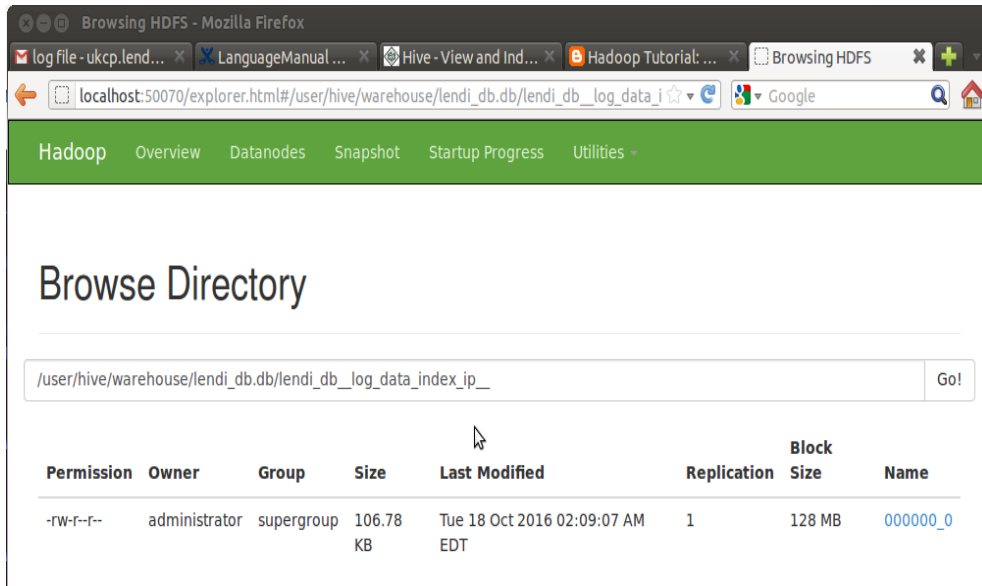 Browsing HDFS - Mozilla Firefox
log file - ukcp.lend... LanguageManual ... Hive - View and Ind... Hadoop Tutorial: ... Browsing HDFS
localhost:50070/explorer.html#/user/hive/warehouse/lendi_db.db/lendi_db__log_data_i Google
Hadoop Overview Datanodes Snapshot Startup Progress Utilities
Browse Directory
/user/hive/warehouse/lendi_db.db/lendi_db__log_data_index_ip__ Go!
Block
Permission Owner Group Size Last Modified Replication Size Name
-rw-r--r-- administrator supergroup 106.78 Tue 18 Oct 2016 02:09:07 AM 1 128 MB 000000_0
KB EDT